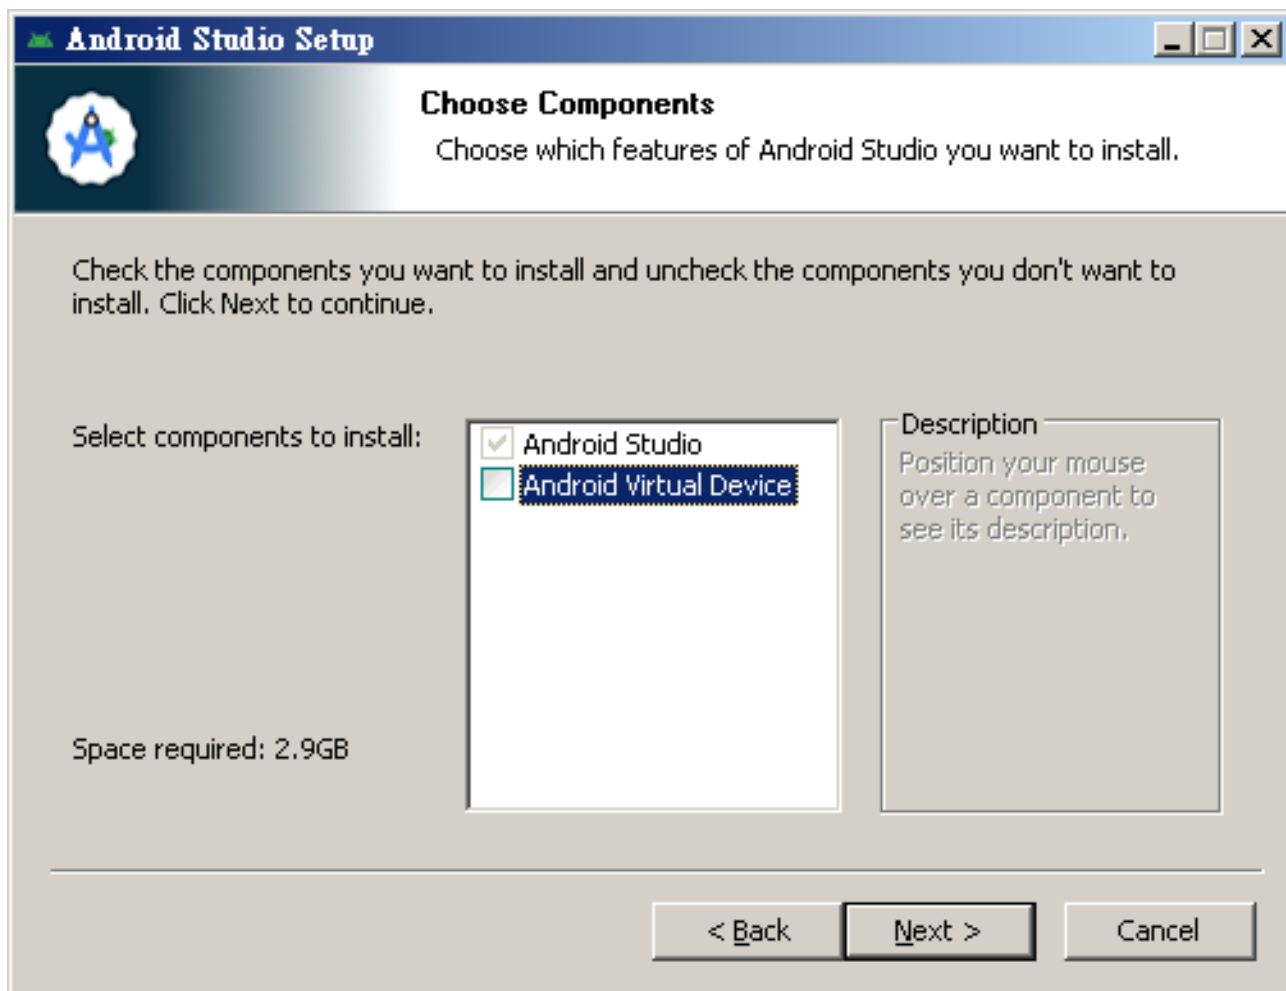 Android Studio Setup
Choose Components
Choose which features of Android Studio you want to install.
Check the components you want to install and uncheck the components you don't want to
install. Click Next to continue.
Select components to install:
Android Studio
Android Virtual Device
Description
Position your mouse
over a component to
see its description.
Space required: 2.9GB
< Back
Next >
Cancel